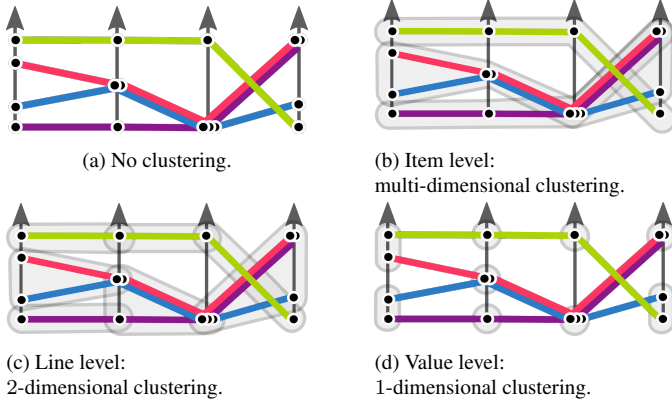 (a) No clustering.
(b) Item level:
multi-dimensional clustering.
(c) Line level:
2-dimensional clustering.
(d) Value level:
1-dimensional clustering.